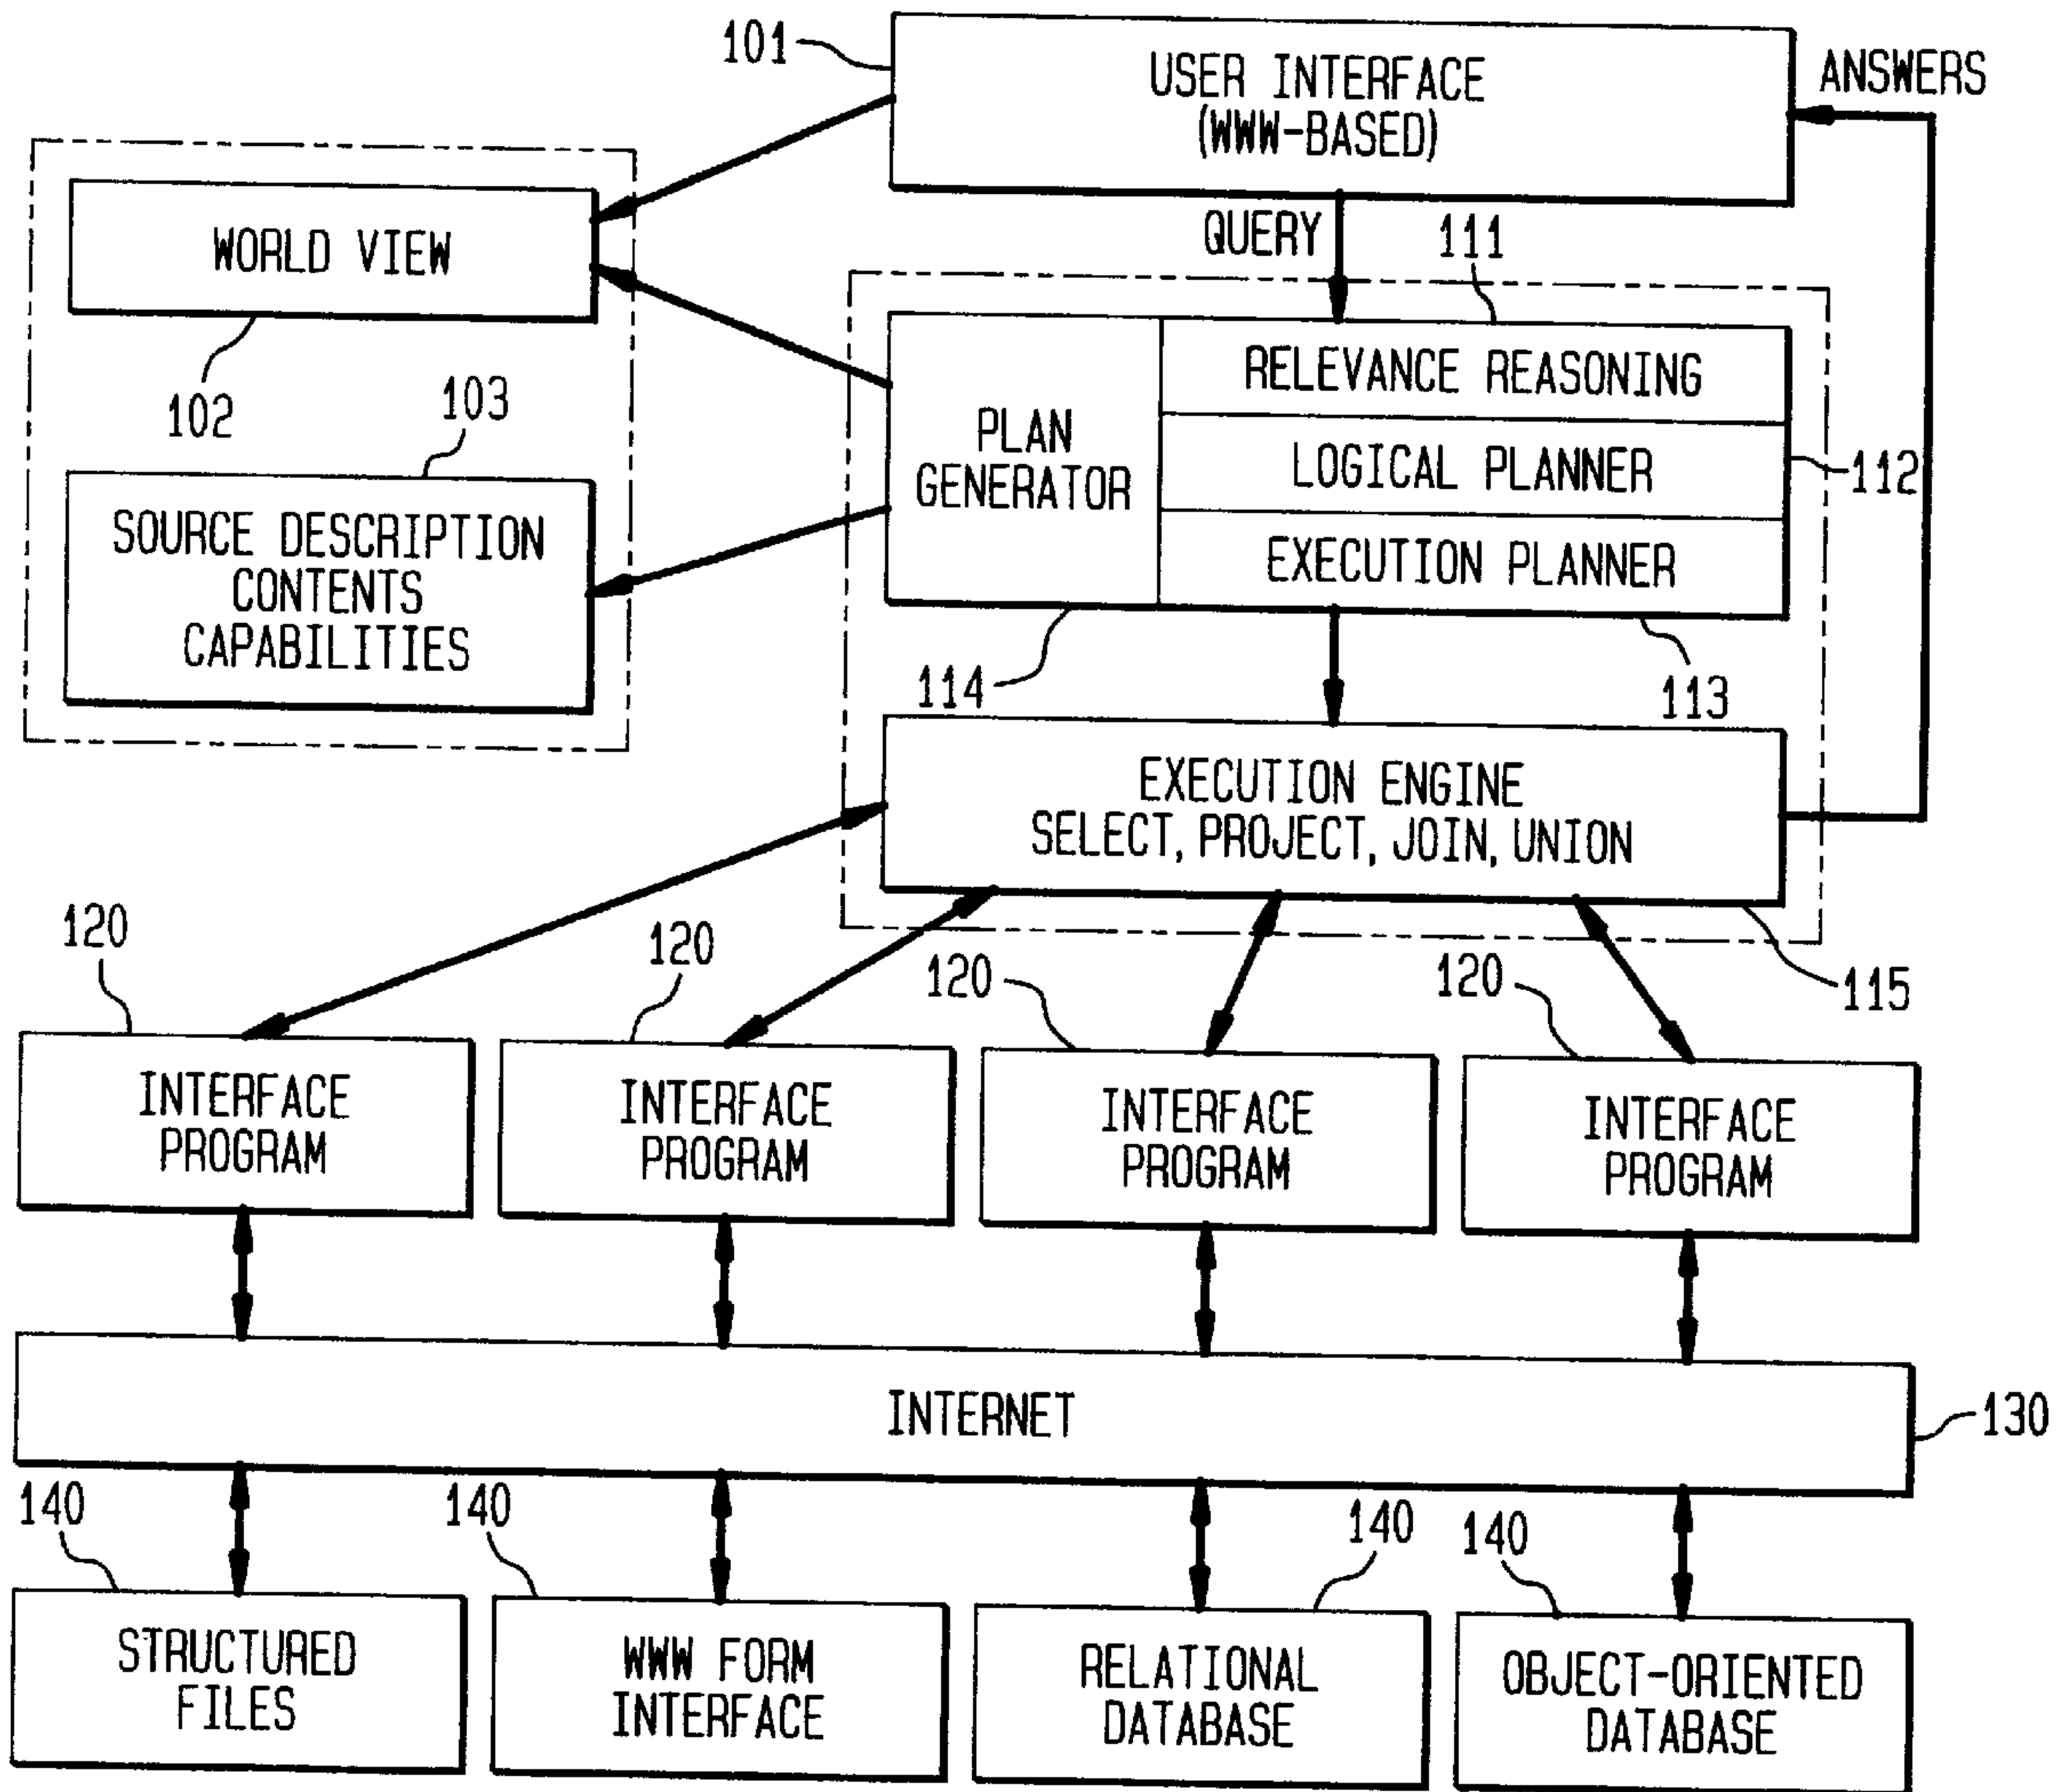 101
USER INTERFACE
(WWW-BASED)
ANSWERS
WORLD VIEW
102
QUERY
111
103
SOURCE DESCRIPTION
CONTENTS
CAPABILITIES
PLAN
GENERATOR
RELEVANCE REASONING
LOGICAL PLANNER
EXECUTION PLANNER
112
114
113
EXECUTION ENGINE
SELECT, PROJECT, JOIN, UNION
115
120
120
120
120
INTERFACE
PROGRAM
INTERFACE
PROGRAM
INTERFACE
PROGRAM
INTERFACE
PROGRAM
INTERNET
130
140
140
140
140
STRUCTURED
FILES
WWW FORM
INTERFACE
RELATIONAL
DATABASE
OBJECT-ORIENTED
DATABASE